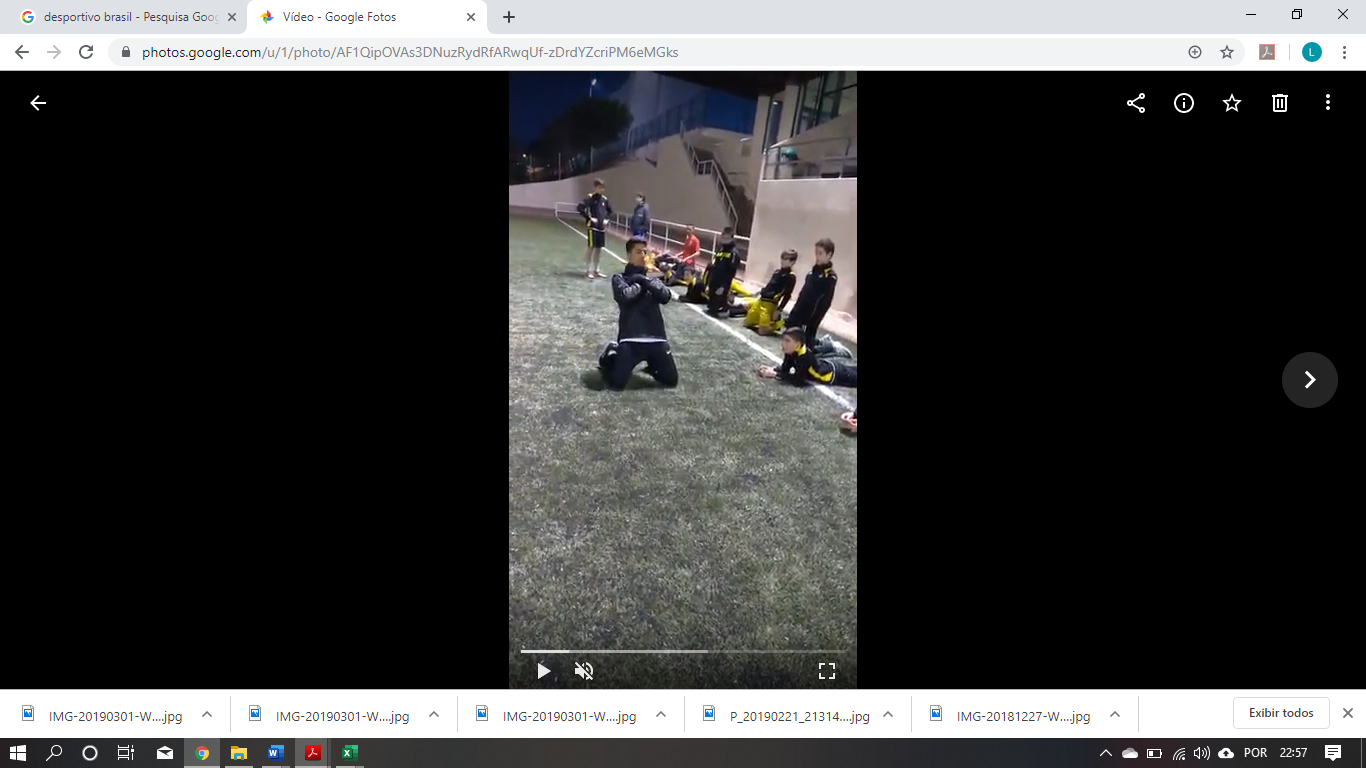 desportivo brasil - Pesquisa Goog
Vídeo - Google Fotos
photos.google.com/u/1/photo/AF1QipOVAs3DNuzRydRfARwqUf-zDrdYZcriPM6eMGks
L
IMG-20190301-W....jpg
IMG-20190301-W....jpg
IMG-20190301-W....jpg
P_20190221_21314....jpg
IMG-20181227-W....jpg
Exibir todos
POR
22:57